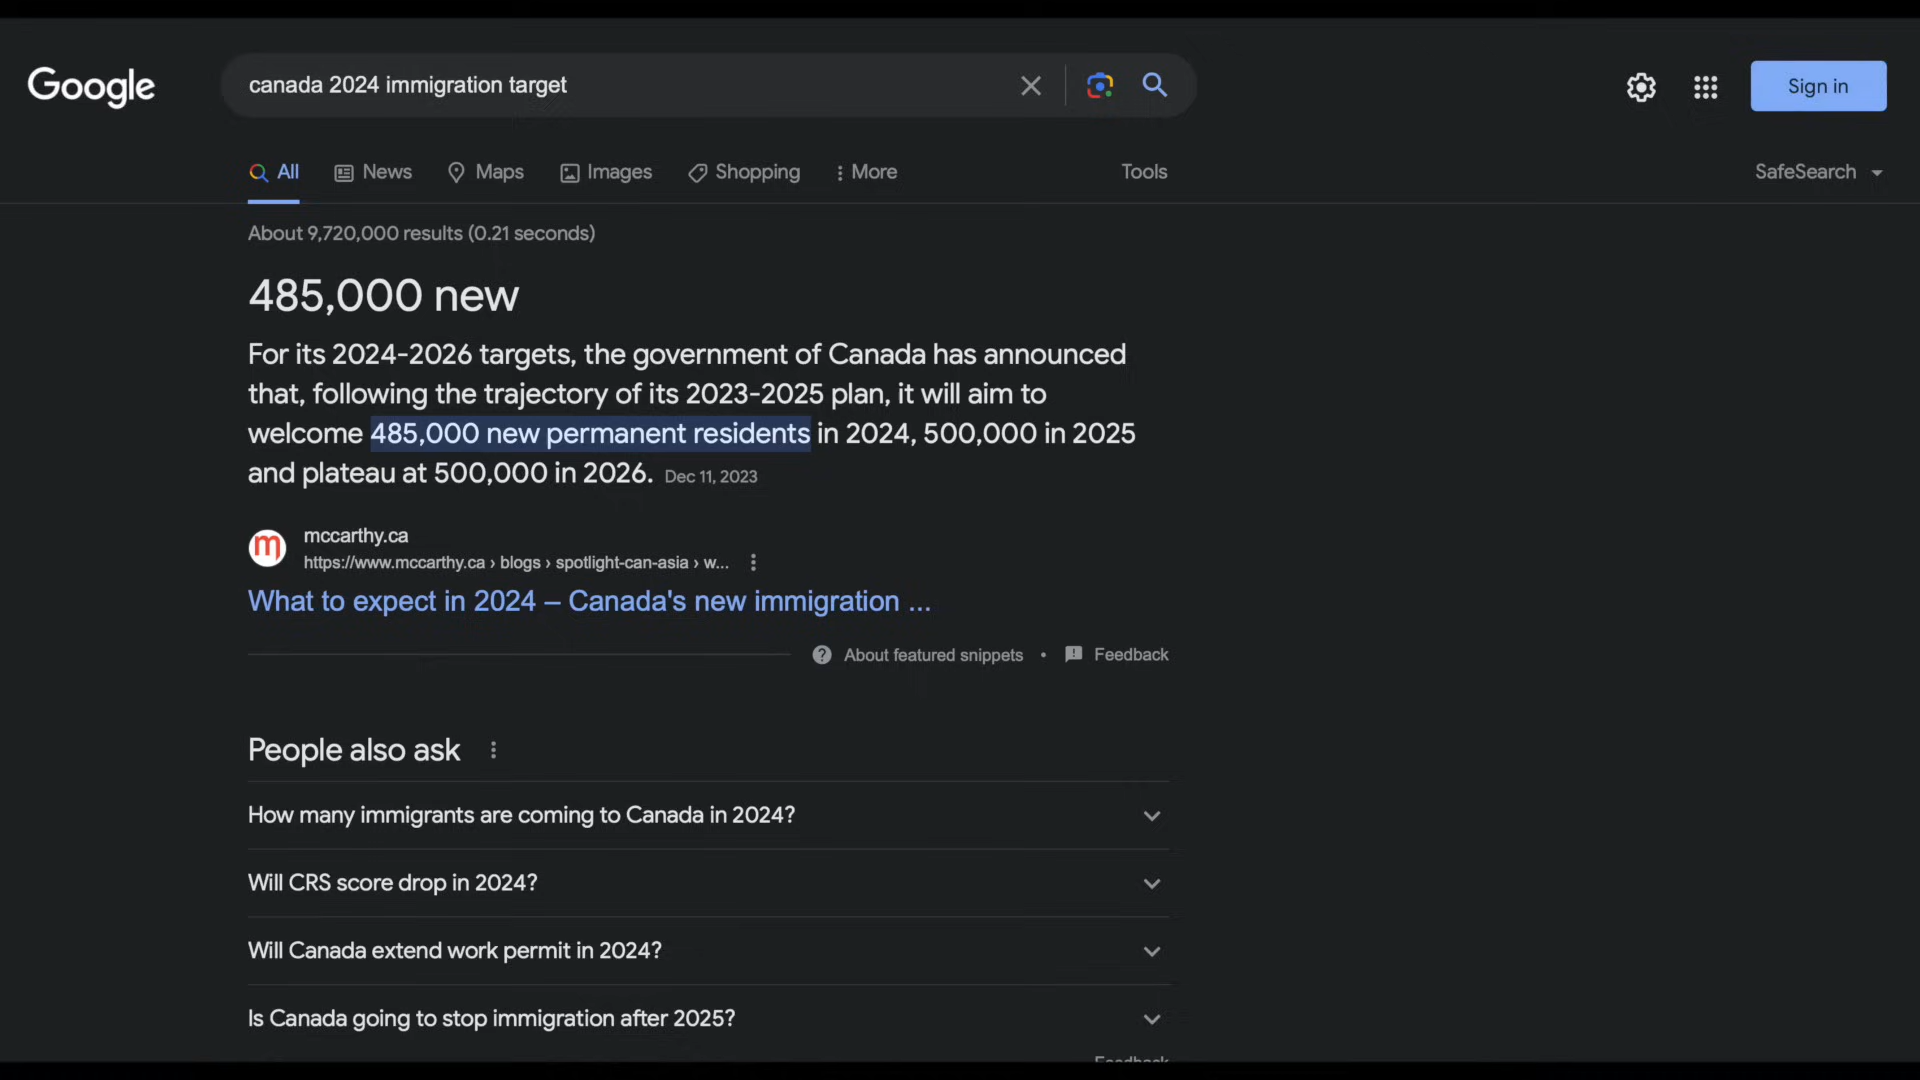 Google
canada 2024 immigration target
Sign in
All News Maps Images Shopping More Tools SafeSearch
About 9,720,000 results (0.21 seconds)
485,000 new
For its 2024-2026 targets, the government of Canada has announced
that, following the trajectory of its 2023-2025 plan, it will aim to
welcome 485,000 new permanent residents in 2024, 500,000 in 2025
and plateau at 500,000 in 2026. Dec 11, 2023
m
mccarthy.ca
https://www.mccarthy.ca › blogs › spotlight-can-asia › w...
What to expect in 2024 – Canada's new immigration ...
About featured snippets • Feedback
People also ask
How many immigrants are coming to Canada in 2024?
Will CRS score drop in 2024?
Will Canada extend work permit in 2024?
Is Canada going to stop immigration after 2025?
Feedback